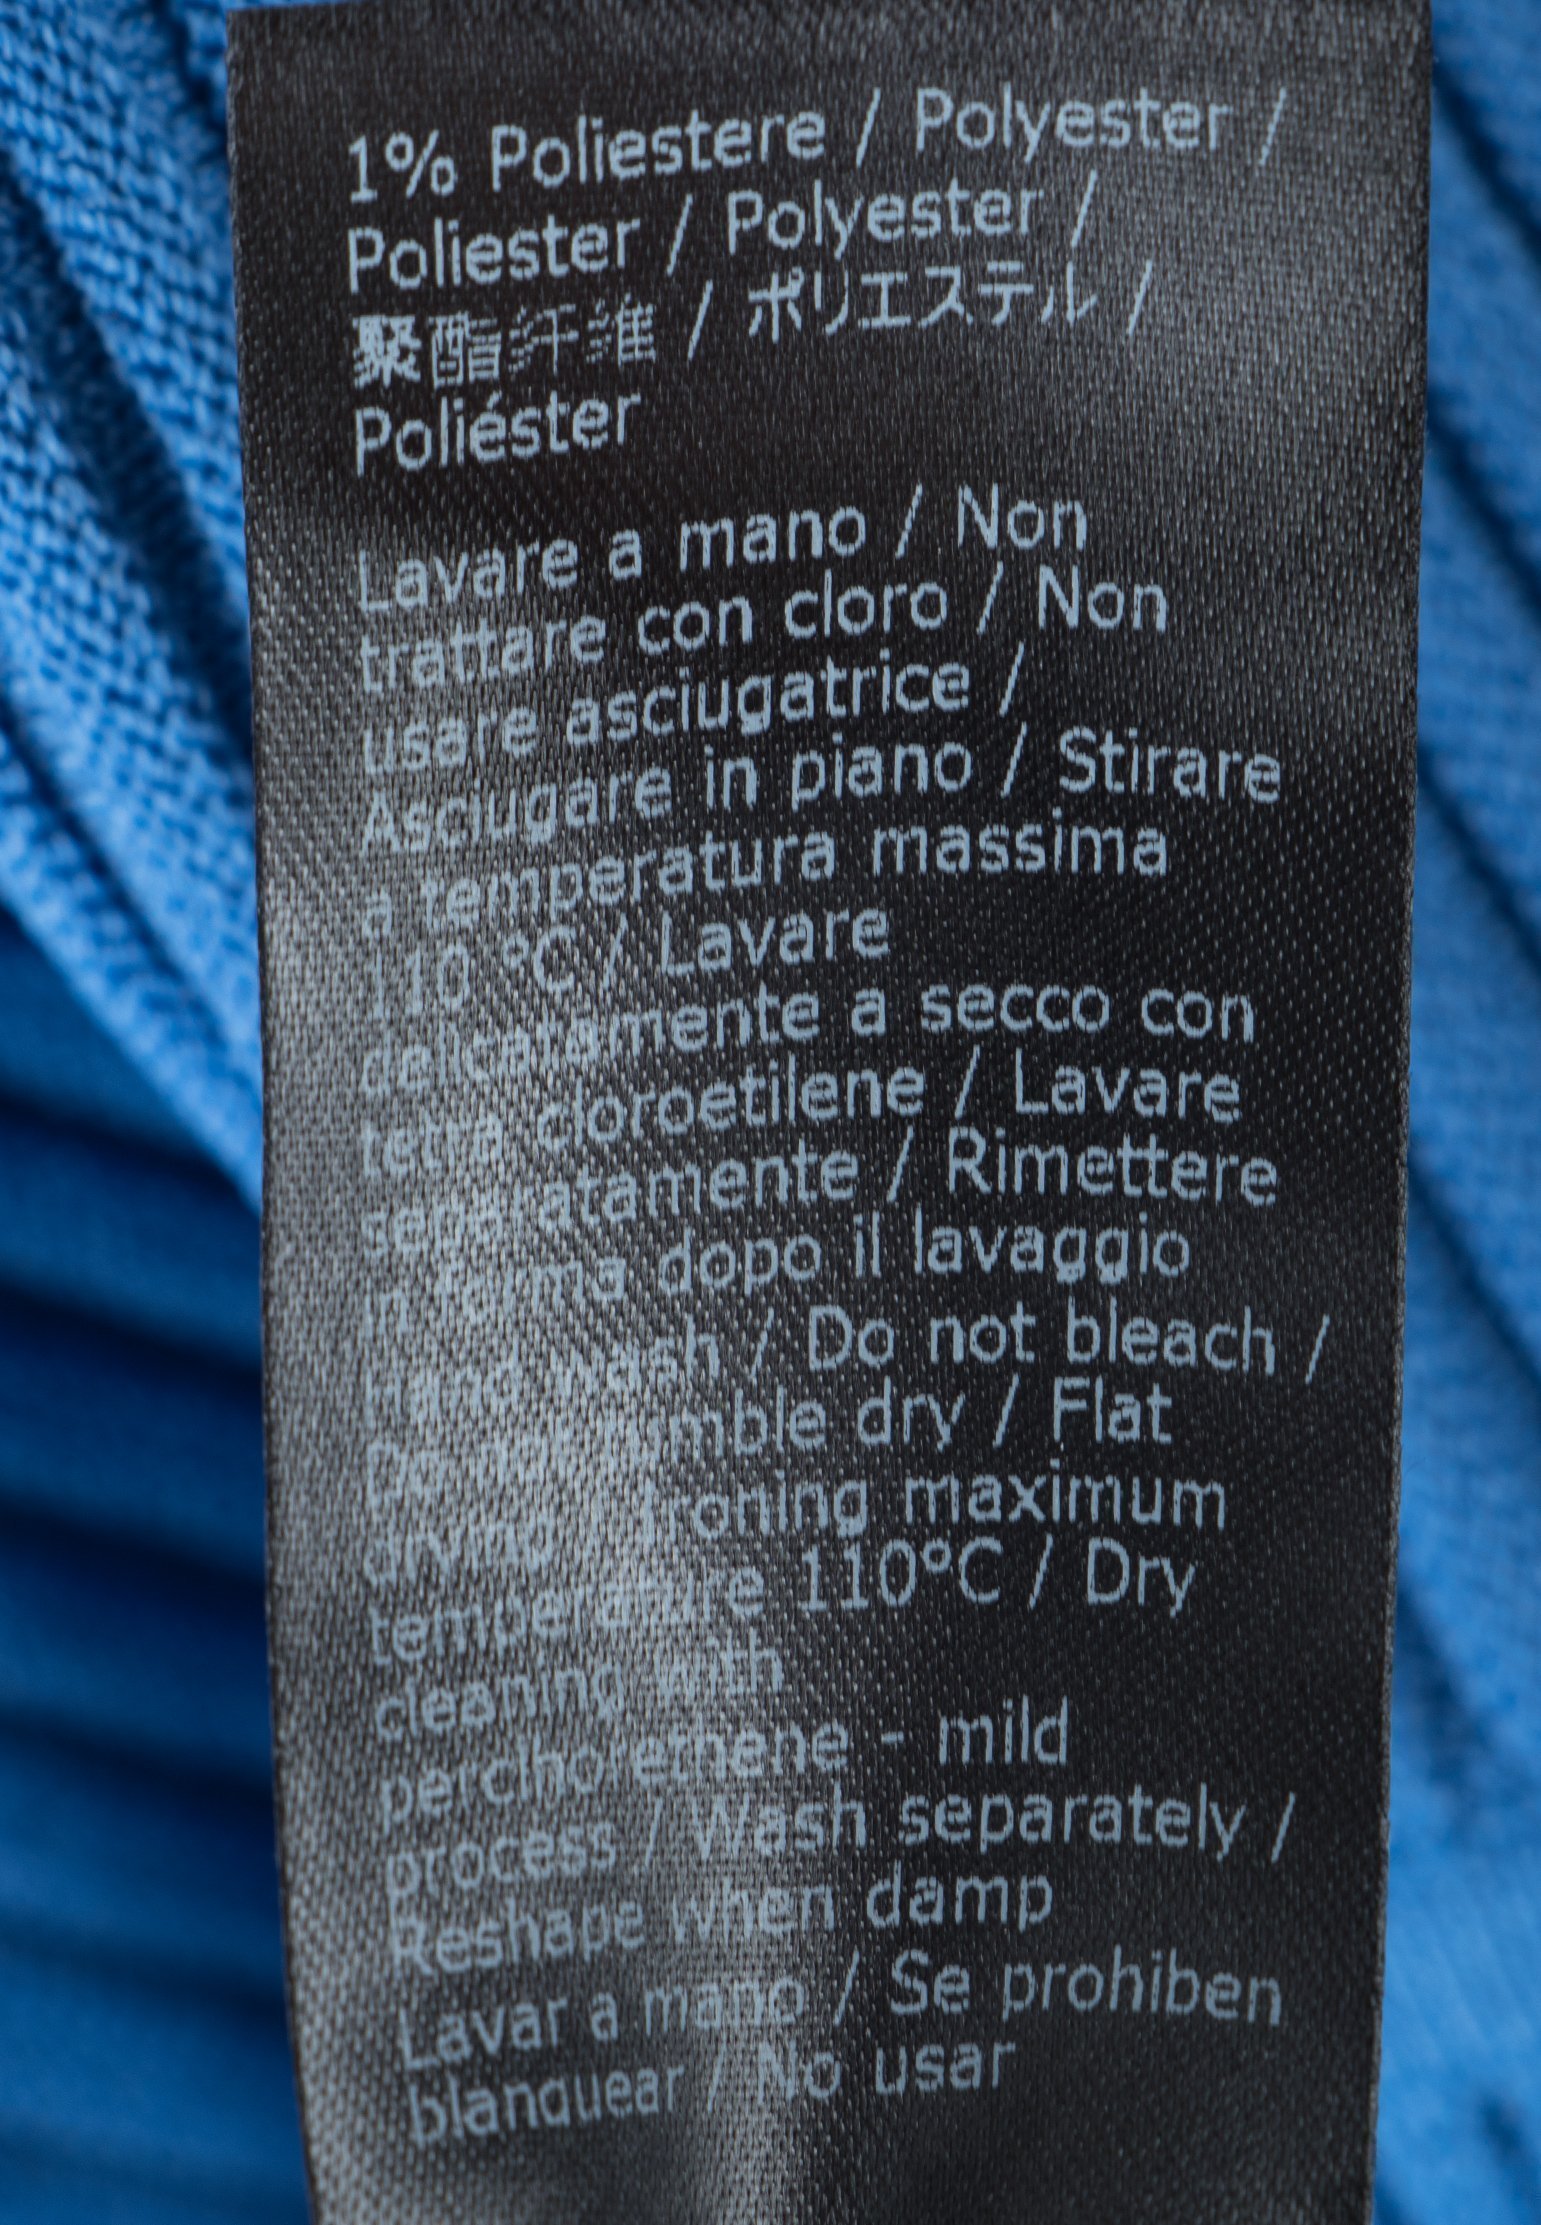 1% Poliestere / Polyester /
Poliester / Polyester /
聚酯纤维 / ポリエステル /
Poliéster
Lavare a mano / Non
trattare con cloro / Non
usare asciugatrice /
Asciugare in piano / Stirare
a temperatura massima
110 °C / Lavare
delicatamente a secco con
tetra cloroetilene / Lavare
separatamente / Rimettere
in forma dopo il lavaggio
Hand wash / Do not bleach /
Do not tumble dry / Flat
drying / Ironing maximum
temperature 110°C / Dry
cleaning with
perclhorethene - mild
process / Wash separately /
Reshape when damp
Lavar a mano / Se prohiben
blanquear / No usar